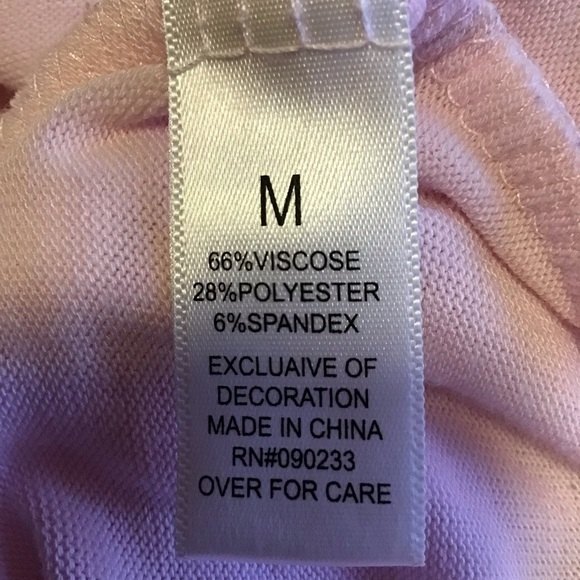 M
66%VISCOSE
28%POLYESTER
6%SPANDEX
EXCLUAIVE OF
DECORATION
MADE IN CHINA
RN#090233
OVER FOR CARE